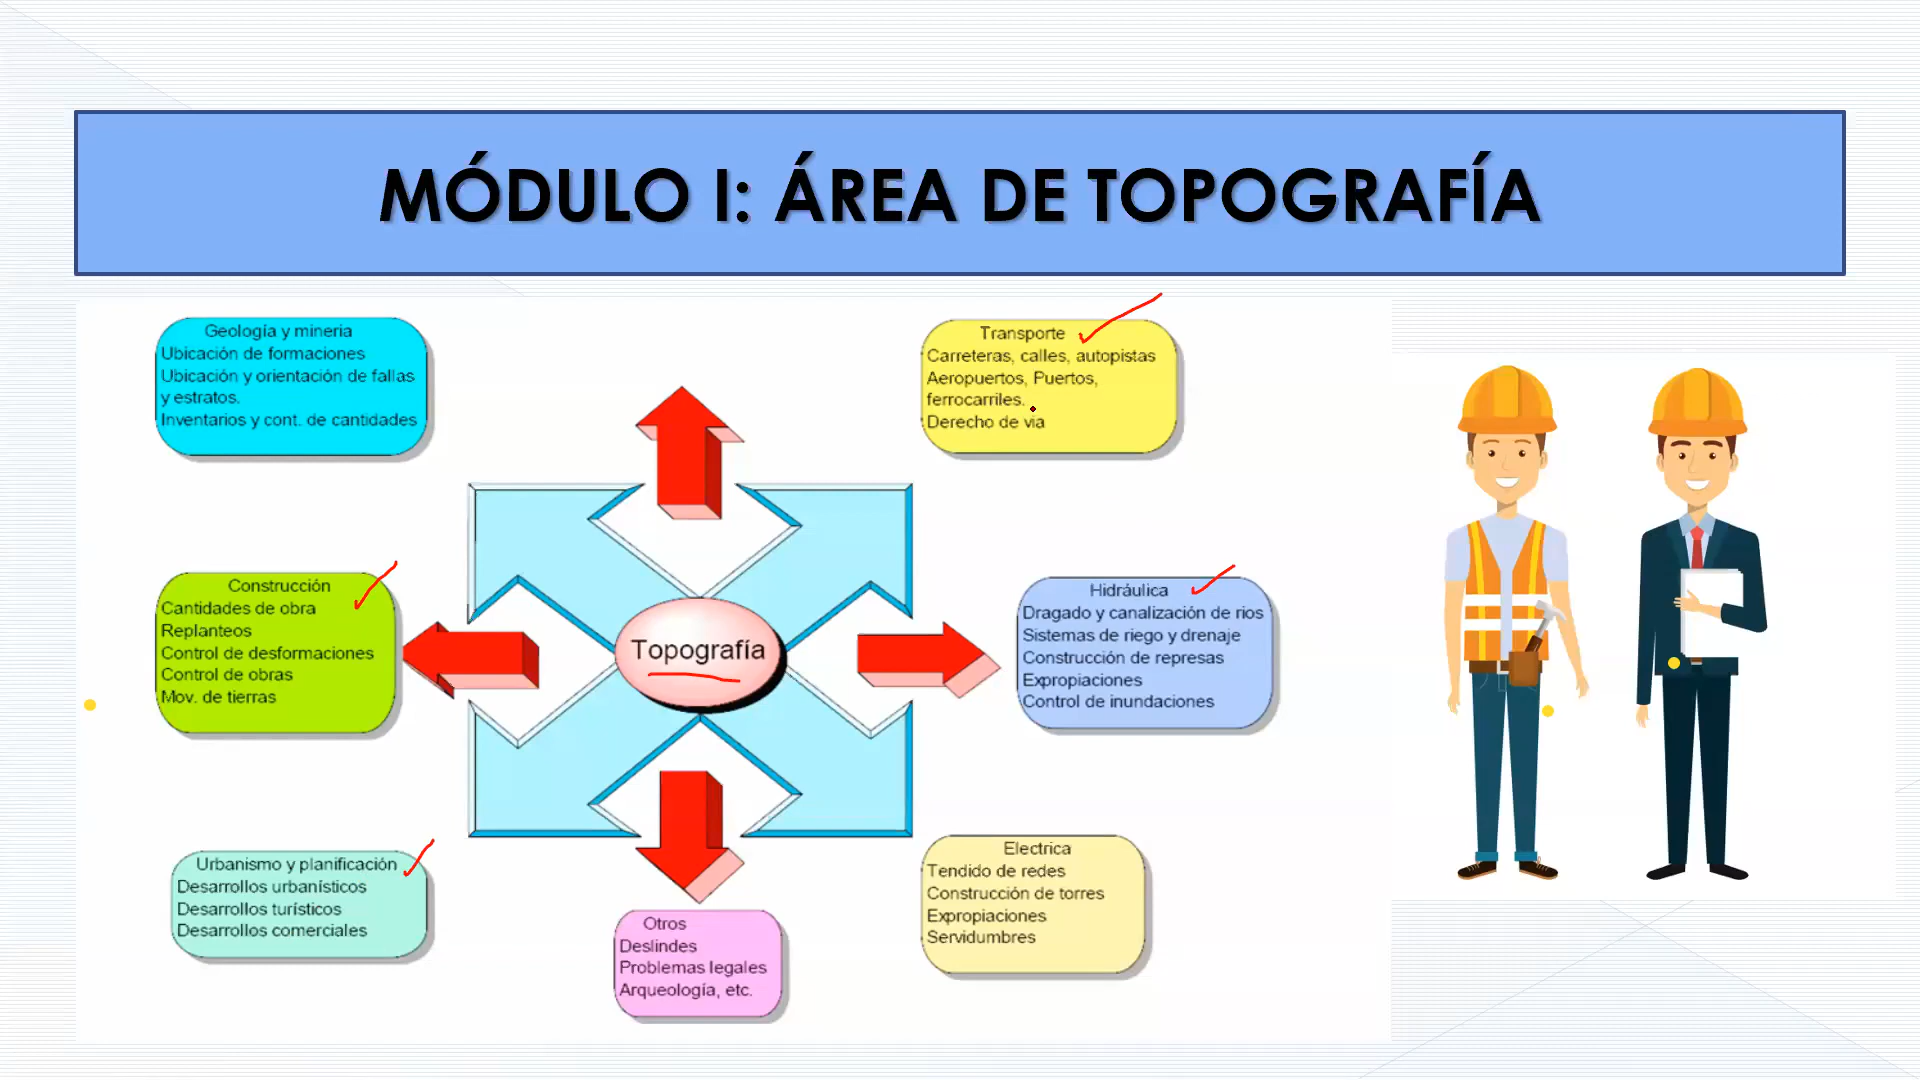 MÓDULO I: ÁREA DE TOPOGRAFÍA
Geología y mineria
Ubicación de formaciones
Ubicación y orientación de fallas
y estratos.
Inventarios y cont. de cantidades
Transporte
Carreteras, calles, autopistas
Aeropuertos, Puertos,
ferrocarriles.
Derecho de via
Construcción
Cantidades de obra
Replanteos
Control de desformaciones
Control de obras
Mov. de tierras
Topografía
Hidráulica
Dragado y canalización de rios
Sistemas de riego y drenaje
Construcción de represas
Expropiaciones
Control de inundaciones
Urbanismo y planificación
Desarrollos urbanísticos
Desarrollos turísticos
Desarrollos comerciales
Otros
Deslindes
Problemas legales
Arqueología, etc.
Electrica
Tendido de redes
Construcción de torres
Expropiaciones
Servidumbres